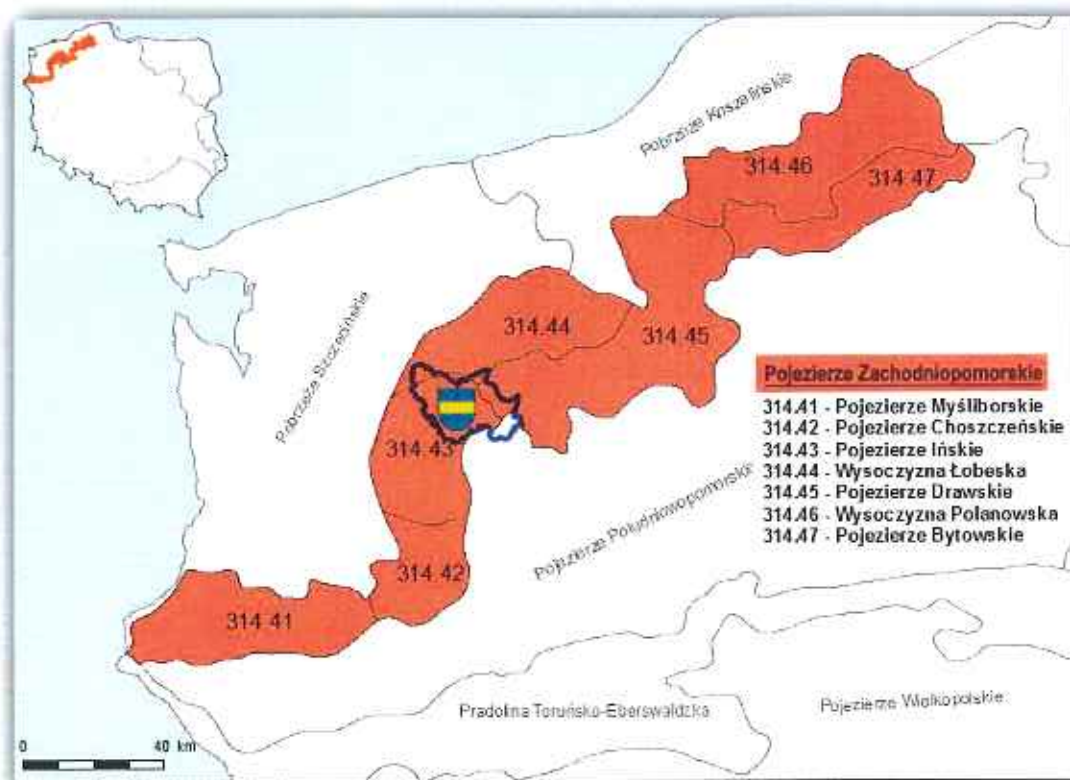 Pobrzeże Koszalińskie
314.46
314.47
Pobrzeże Szczecińskie
314.44
314.45
314.43
Pojezierze Zachodniopomorskie
314.41 - Pojezierze Myśliborskie
314.42 - Pojezierze Choszczeńskie
314.43 - Pojezierze Ińskie
314.44 - Wysoczyzna Łobeska
314.45 - Pojezierze Drawskie
314.46 - Wysoczyzna Polanowska
314.47 - Pojezierze Bytowskie
Pojezierze Południowopomorskie
314.42
314.41
Pradolina Toruńsko-Eberswaldzka
Pojezierze Wielkopolskie
0 40 km